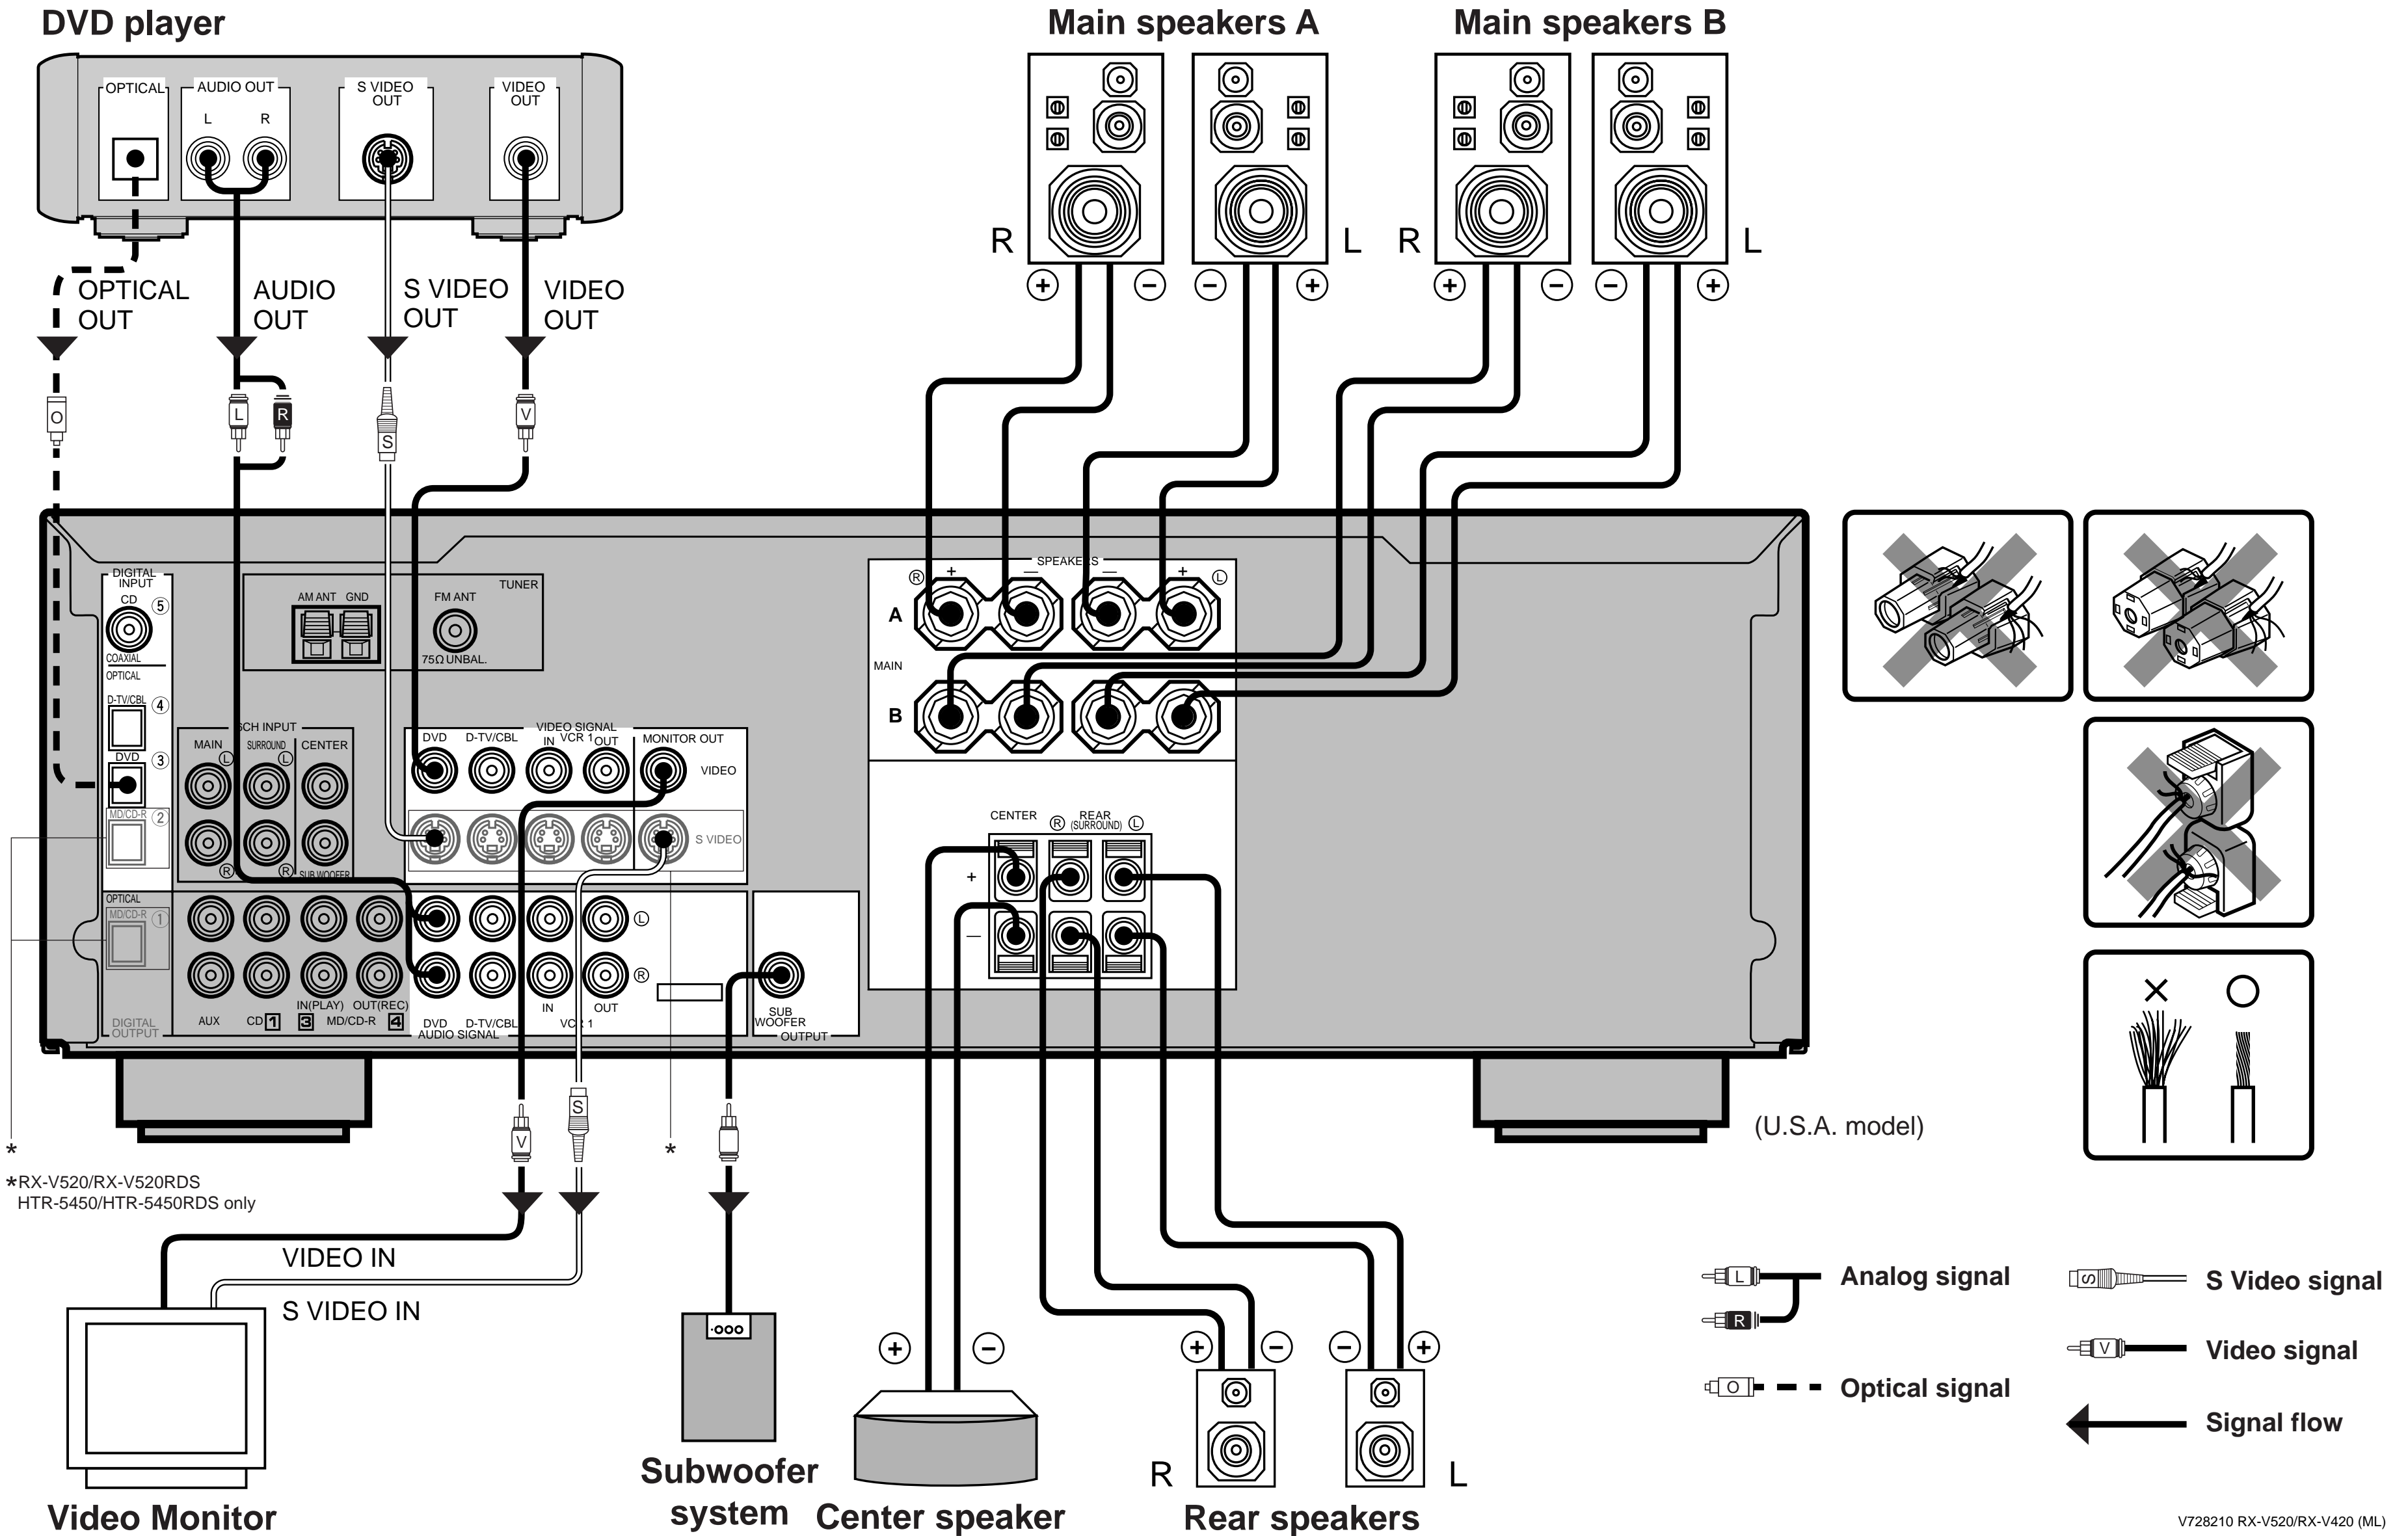 DVD player
Main speakers A
Main speakers B
OPTICAL
AUDIO OUT
L R
S VIDEO
OUT
VIDEO
OUT
R
L
R
L
+ − − +
+ − − +
OPTICAL
OUT
AUDIO
OUT
S VIDEO
OUT
VIDEO
OUT
O
L
R
S
V
DIGITAL
INPUT
CD 5
COAXIAL
OPTICAL
D-TV/CBL 4
DVD 3
MD/CD-R 2
OPTICAL
MD/CD-R 1
DIGITAL
OUTPUT
TUNER
AM ANT GND
FM ANT
75Ω UNBAL.
6CH INPUT
MAIN
SURROUND
CENTER
L L
R R
SUB WOOFER
VIDEO SIGNAL
DVD
D-TV/CBL
IN VCR 1 OUT
MONITOR OUT
VIDEO
S VIDEO
L
R
AUX
CD 1
IN(PLAY) OUT(REC)
3 MD/CD-R 4
DVD
D-TV/CBL
IN OUT
VCR 1
AUDIO SIGNAL
SUB
WOOFER
OUTPUT
SPEAKERS
R + − − + L
A
MAIN
B
CENTER
R REAR L
(SURROUND)
+
−
× ○
(U.S.A. model)
*
*
*RX-V520/RX-V520RDS
HTR-5450/HTR-5450RDS only
V
S
VIDEO IN
S VIDEO IN
Video Monitor
Subwoofer
system
+ −
Center speaker
+ − − +
R
L
Rear speakers
L
R
Analog signal
O
Optical signal
S
S Video signal
V
Video signal
Signal flow
V728210 RX-V520/RX-V420 (ML)